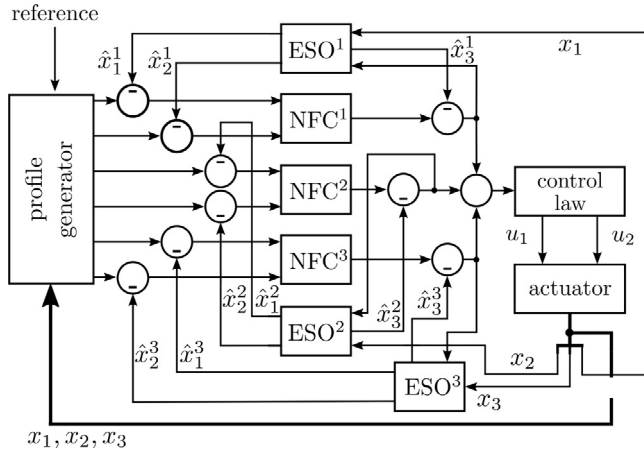 reference
x̂₁¹
x̂₂¹
ESO¹
x̂₃¹
x₁
NFC¹
profile
generator
NFC²
control
law
u₁
u₂
NFC³
actuator
x̂₂²
x̂₁²
x̂₃²
x̂₃³
ESO²
x̂₂³
x̂₁³
x₂
ESO³
x₃
x₁, x₂, x₃